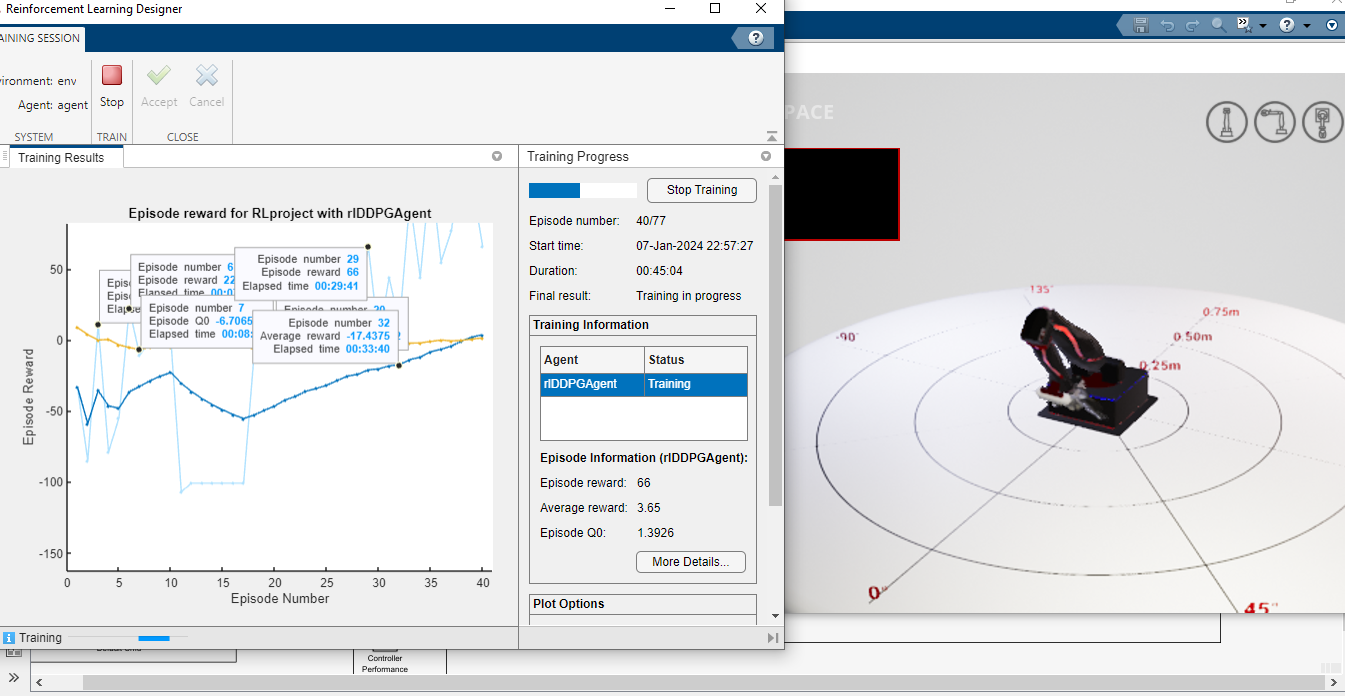 Reinforcement Learning Designer
AINING SESSION
ironment: env
Agent: agent
Stop
Accept
Cancel
SYSTEM
TRAIN
CLOSE
Training Results
Episode reward for RLproject with rlDDPGAgent
Episode Reward
50
0
-50
-100
-150
0 5 10 15 20 25 30 35 40
Episode Number
Episode number 6
Episode reward 22
Elapsed time 00:0
Episode number 29
Episode reward 66
Elapsed time 00:29:41
Episode number 7
Episode Q0 -6.7065
Elapsed time 00:08:
Episode number 20
Episode number 32
Average reward -17.4375
Elapsed time 00:33:40
Training
Training Progress
Stop Training
Episode number: 40/77
Start time: 07-Jan-2024 22:57:27
Duration: 00:45:04
Final result: Training in progress
Training Information
Agent Status
rlDDPGAgent Training
Episode Information (rlDDPGAgent):
Episode reward: 66
Average reward: 3.65
Episode Q0: 1.3926
More Details...
Plot Options
PACE
135°
-90°
0.75m
0.50m
0.25m
0°
45°
Controller
Performance